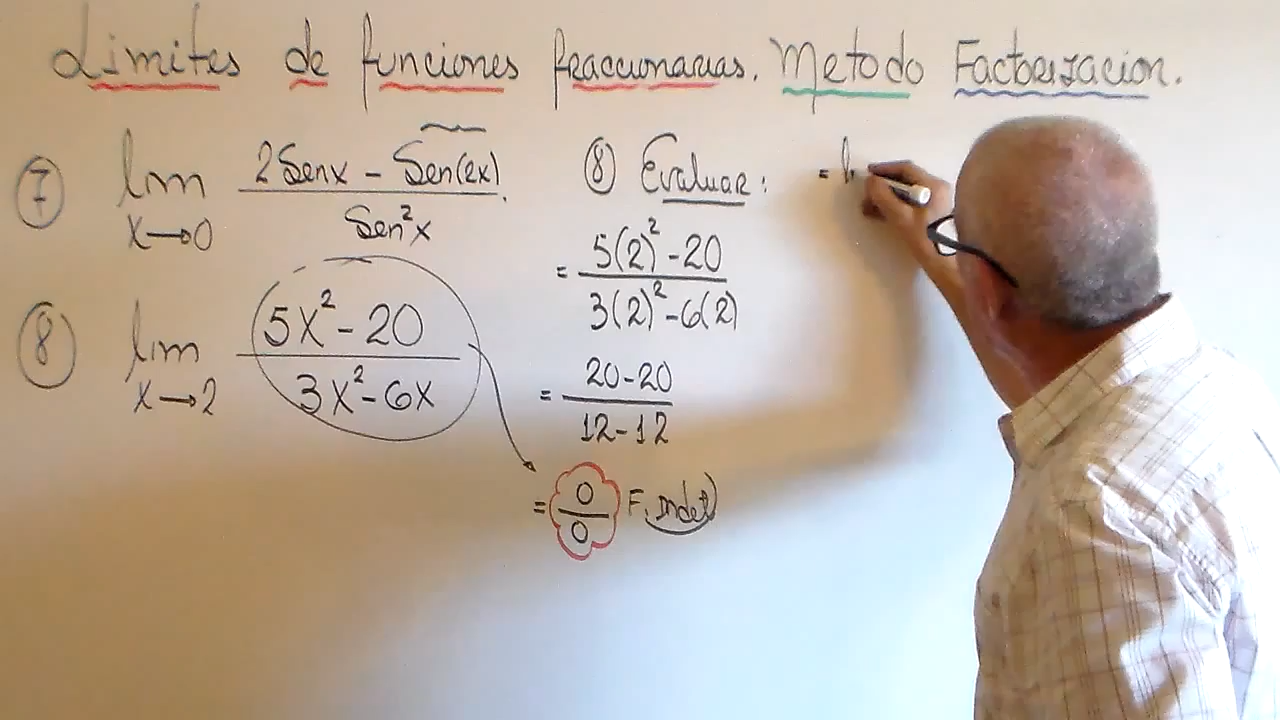 Limites de funciones fraccionarias. Metodo Factorizacion.
⑦ lim x→0 (2Senx - Sen(2x)) / Sen²x
⑧ lim x→2 (5x² - 20) / (3x² - 6x)
⑧ Evaluar:
= (5(2)² - 20) / (3(2)² - 6(2))
= (20 - 20) / (12 - 12)
= 0/0 F. indet
=